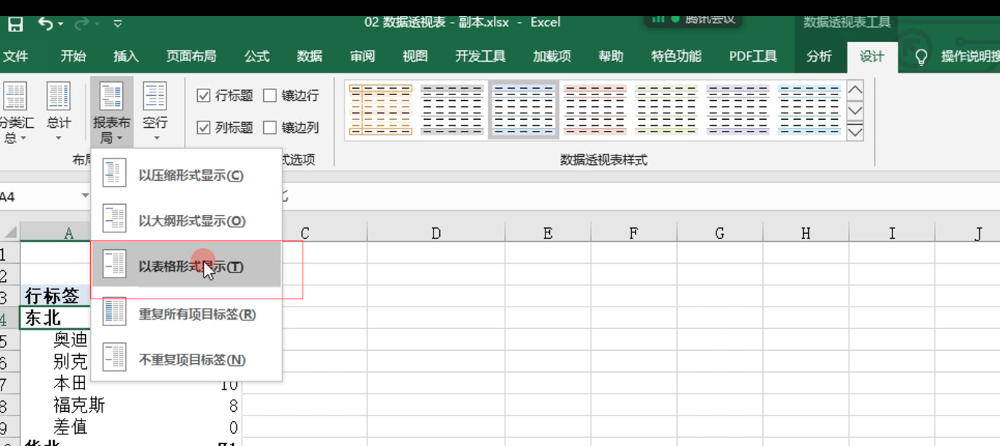 02 数据透视表 - 副本.xlsx - Excel
腾讯会议
数据透视表工具
文件 开始 插入 页面布局 公式 数据 审阅 视图 开发工具 加载项 帮助 特色功能 PDF工具 分析 设计 操作说明搜
分类汇总
总计
报表布局
空行
行标题 镶边行
列标题 镶边列
布局
式选项
数据透视表样式
以压缩形式显示(C)
以大纲形式显示(O)
以表格形式显示(T)
重复所有项目标签(R)
不重复项目标签(N)
A4
A C D E F G H I J
1
2
3 行标签
4 东北
5 奥迪
6 别克
7 本田 10
8 福克斯 8
9 差值 0
华北 71